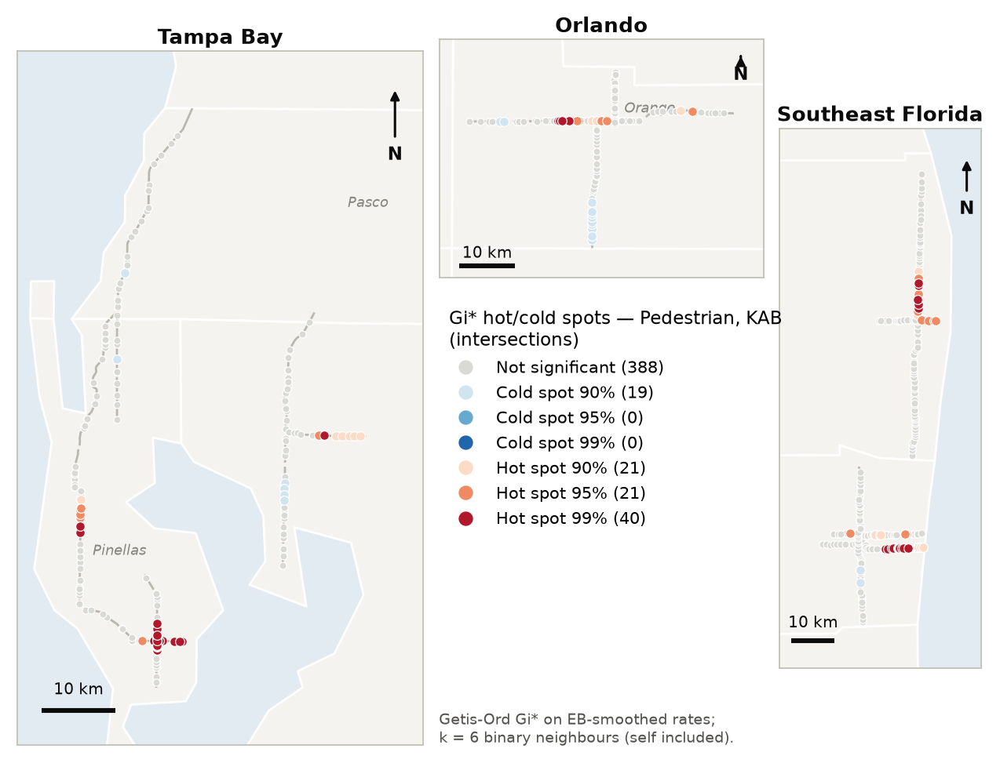 Tampa Bay
N
Pasco
Pinellas
10 km
Orlando
N
Orange
10 km
Southeast Florida
N
10 km
Gi* hot/cold spots — Pedestrian, KAB
(intersections)
Not significant (388)
Cold spot 90% (19)
Cold spot 95% (0)
Cold spot 99% (0)
Hot spot 90% (21)
Hot spot 95% (21)
Hot spot 99% (40)
Getis-Ord Gi* on EB-smoothed rates;
k = 6 binary neighbours (self included).